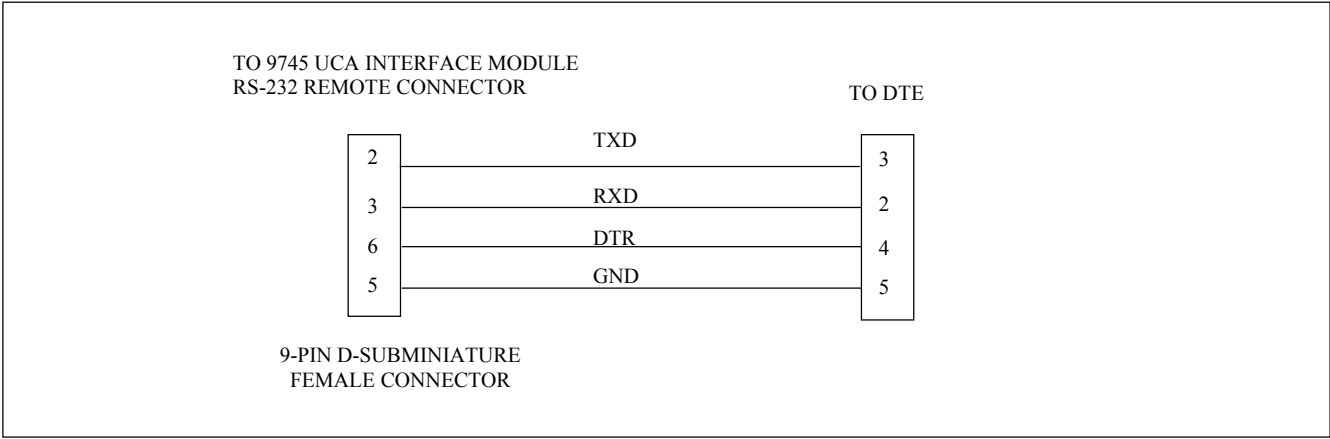 TO 9745 UCA INTERFACE MODULE
RS-232 REMOTE CONNECTOR
TO DTE
2 TXD 3
3 RXD 2
6 DTR 4
5 GND 5
9-PIN D-SUBMINIATURE
FEMALE CONNECTOR